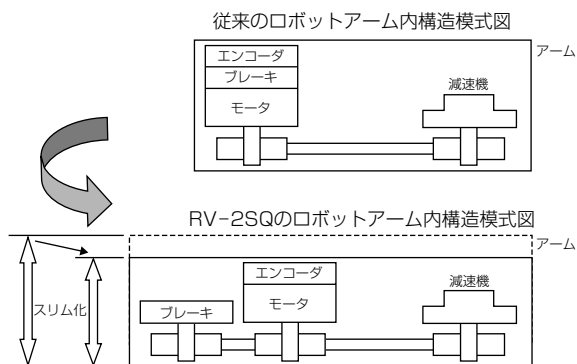 従来のロボットアーム内構造模式図
アーム
エンコーダ
ブレーキ
モータ
減速機
RV-2SQのロボットアーム内構造模式図
アーム
エンコーダ
モータ
減速機
スリム化
ブレーキ